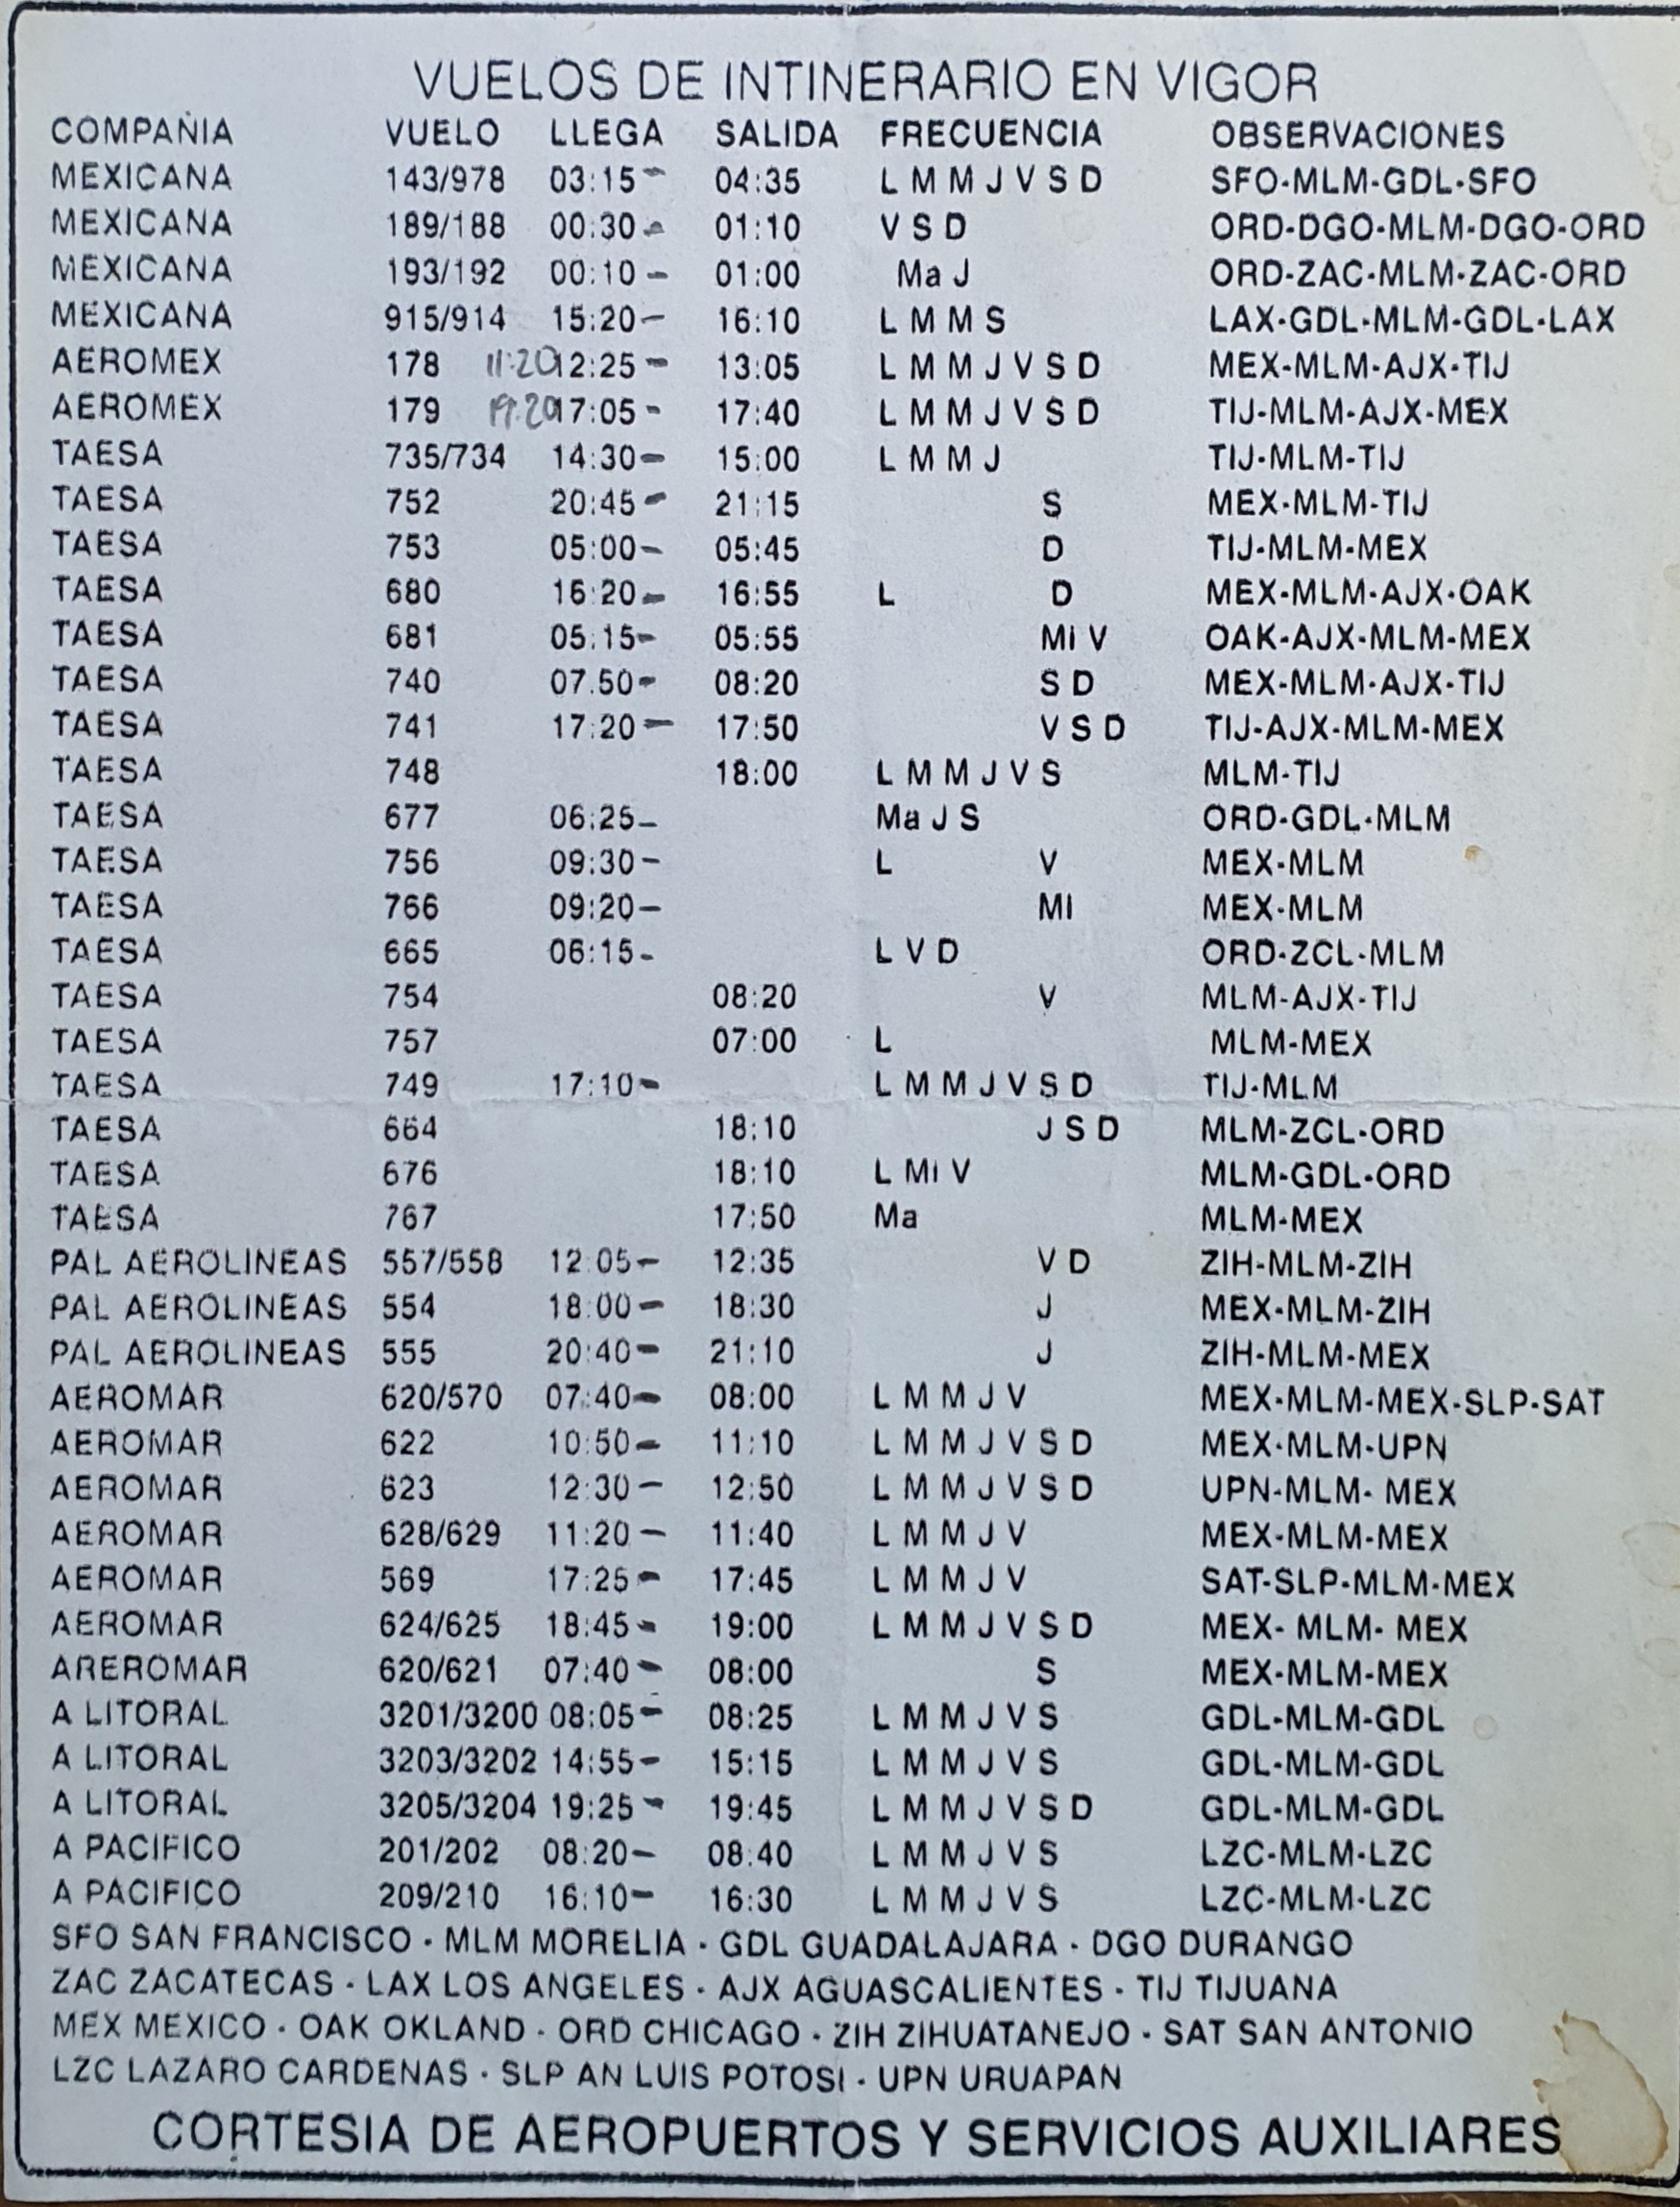 VUELOS DE INTINERARIO EN VIGOR
COMPAÑIA VUELO LLEGA SALIDA FRECUENCIA OBSERVACIONES
MEXICANA 143/978 03:15 - 04:35 L M M J V S D SFO-MLM-GDL-SFO
MEXICANA 189/188 00:30 - 01:10 V S D ORD-DGO-MLM-DGO-ORD
MEXICANA 193/192 00:10 - 01:00 Ma J ORD-ZAC-MLM-ZAC-ORD
MEXICANA 915/914 15:20 - 16:10 L M M S LAX-GDL-MLM-GDL-LAX
AEROMEX 178 11:20 12:25 - 13:05 L M M J V S D MEX-MLM-AJX-TIJ
AEROMEX 179 17:05 - 17:40 L M M J V S D TIJ-MLM-AJX-MEX
TAESA 735/734 14:30 - 15:00 L M M J TIJ-MLM-TIJ
TAESA 752 20:45 - 21:15 S MEX-MLM-TIJ
TAESA 753 05:00 - 05:45 D TIJ-MLM-MEX
TAESA 680 16:20 - 16:55 L D MEX-MLM-AJX-OAK
TAESA 681 05:15 - 05:55 Mi V OAK-AJX-MLM-MEX
TAESA 740 07.50 - 08:20 S D MEX-MLM-AJX-TIJ
TAESA 741 17:20 - 17:50 V S D TIJ-AJX-MLM-MEX
TAESA 748 18:00 L M M J V S MLM-TIJ
TAESA 677 06:25 - Ma J S ORD-GDL-MLM
TAESA 756 09:30 - L V MEX-MLM
TAESA 766 09:20 - MI MEX-MLM
TAESA 665 06:15 - L V D ORD-ZCL-MLM
TAESA 754 08:20 V MLM-AJX-TIJ
TAESA 757 07:00 L MLM-MEX
TAESA 749 17:10 - L M M J V S D TIJ-MLM
TAESA 664 18:10 J S D MLM-ZCL-ORD
TAESA 676 18:10 L Mi V MLM-GDL-ORD
TAESA 767 17:50 Ma MLM-MEX
PAL AEROLINEAS 557/558 12:05 - 12:35 V D ZIH-MLM-ZIH
PAL AEROLINEAS 554 18:00 - 18:30 J MEX-MLM-ZIH
PAL AEROLINEAS 555 20:40 - 21:10 J ZIH-MLM-MEX
AEROMAR 620/570 07:40 - 08:00 L M M J V MEX-MLM-MEX-SLP-SAT
AEROMAR 622 10:50 - 11:10 L M M J V S D MEX-MLM-UPN
AEROMAR 623 12:30 - 12:50 L M M J V S D UPN-MLM- MEX
AEROMAR 628/629 11:20 - 11:40 L M M J V MEX-MLM-MEX
AEROMAR 569 17:25 - 17:45 L M M J V SAT-SLP-MLM-MEX
AEROMAR 624/625 18:45 - 19:00 L M M J V S D MEX- MLM- MEX
AREROMAR 620/621 07:40 - 08:00 S MEX-MLM-MEX
A LITORAL 3201/3200 08:05 - 08:25 L M M J V S GDL-MLM-GDL
A LITORAL 3203/3202 14:55 - 15:15 L M M J V S GDL-MLM-GDL
A LITORAL 3205/3204 19:25 - 19:45 L M M J V S D GDL-MLM-GDL
A PACIFICO 201/202 08:20 - 08:40 L M M J V S LZC-MLM-LZC
A PACIFICO 209/210 16:10 - 16:30 L M M J V S LZC-MLM-LZC
SFO SAN FRANCISCO - MLM MORELIA - GDL GUADALAJARA - DGO DURANGO
ZAC ZACATECAS - LAX LOS ANGELES - AJX AGUASCALIENTES - TIJ TIJUANA
MEX MEXICO - OAK OKLAND - ORD CHICAGO - ZIH ZIHUATANEJO - SAT SAN ANTONIO
LZC LAZARO CARDENAS - SLP AN LUIS POTOSI - UPN URUAPAN
CORTESIA DE AEROPUERTOS Y SERVICIOS AUXILIARES